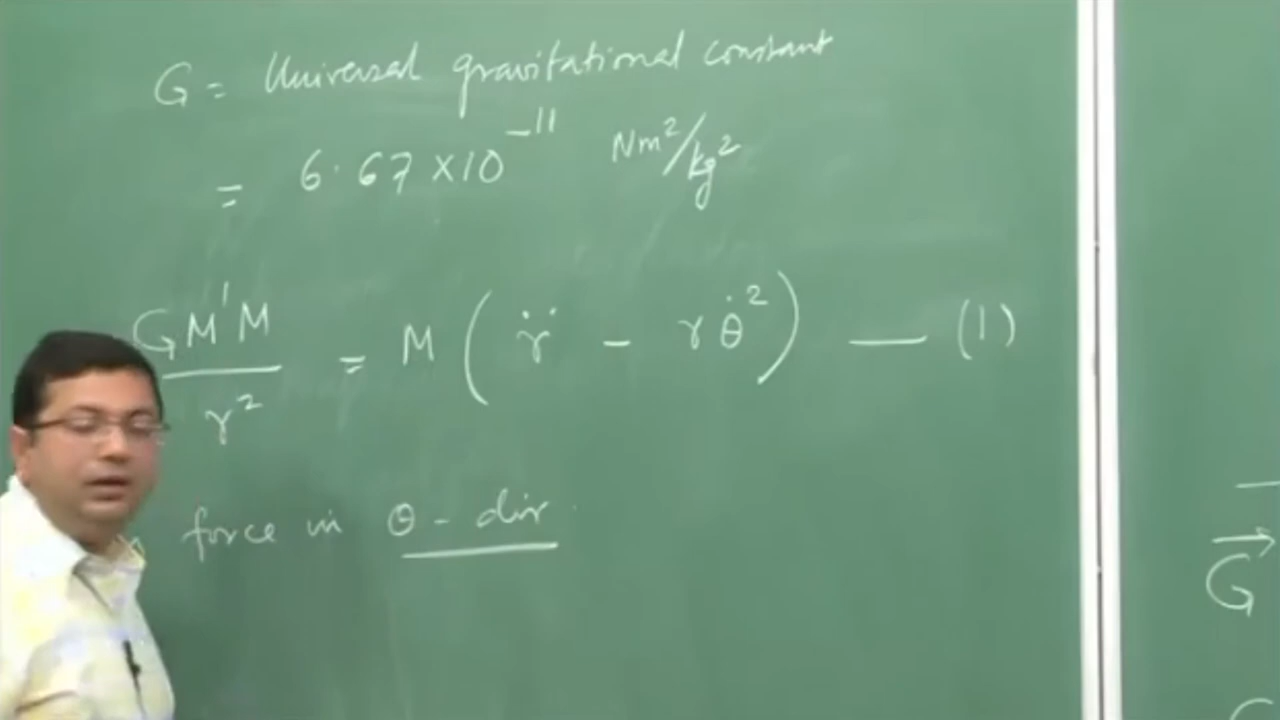 G = Universal gravitational constant
= 6.67 × 10⁻¹¹ Nm²/kg²
GM'M/r² = M ( r̈ - r θ̇² ) — (1)
force in θ - dir.
G⃗